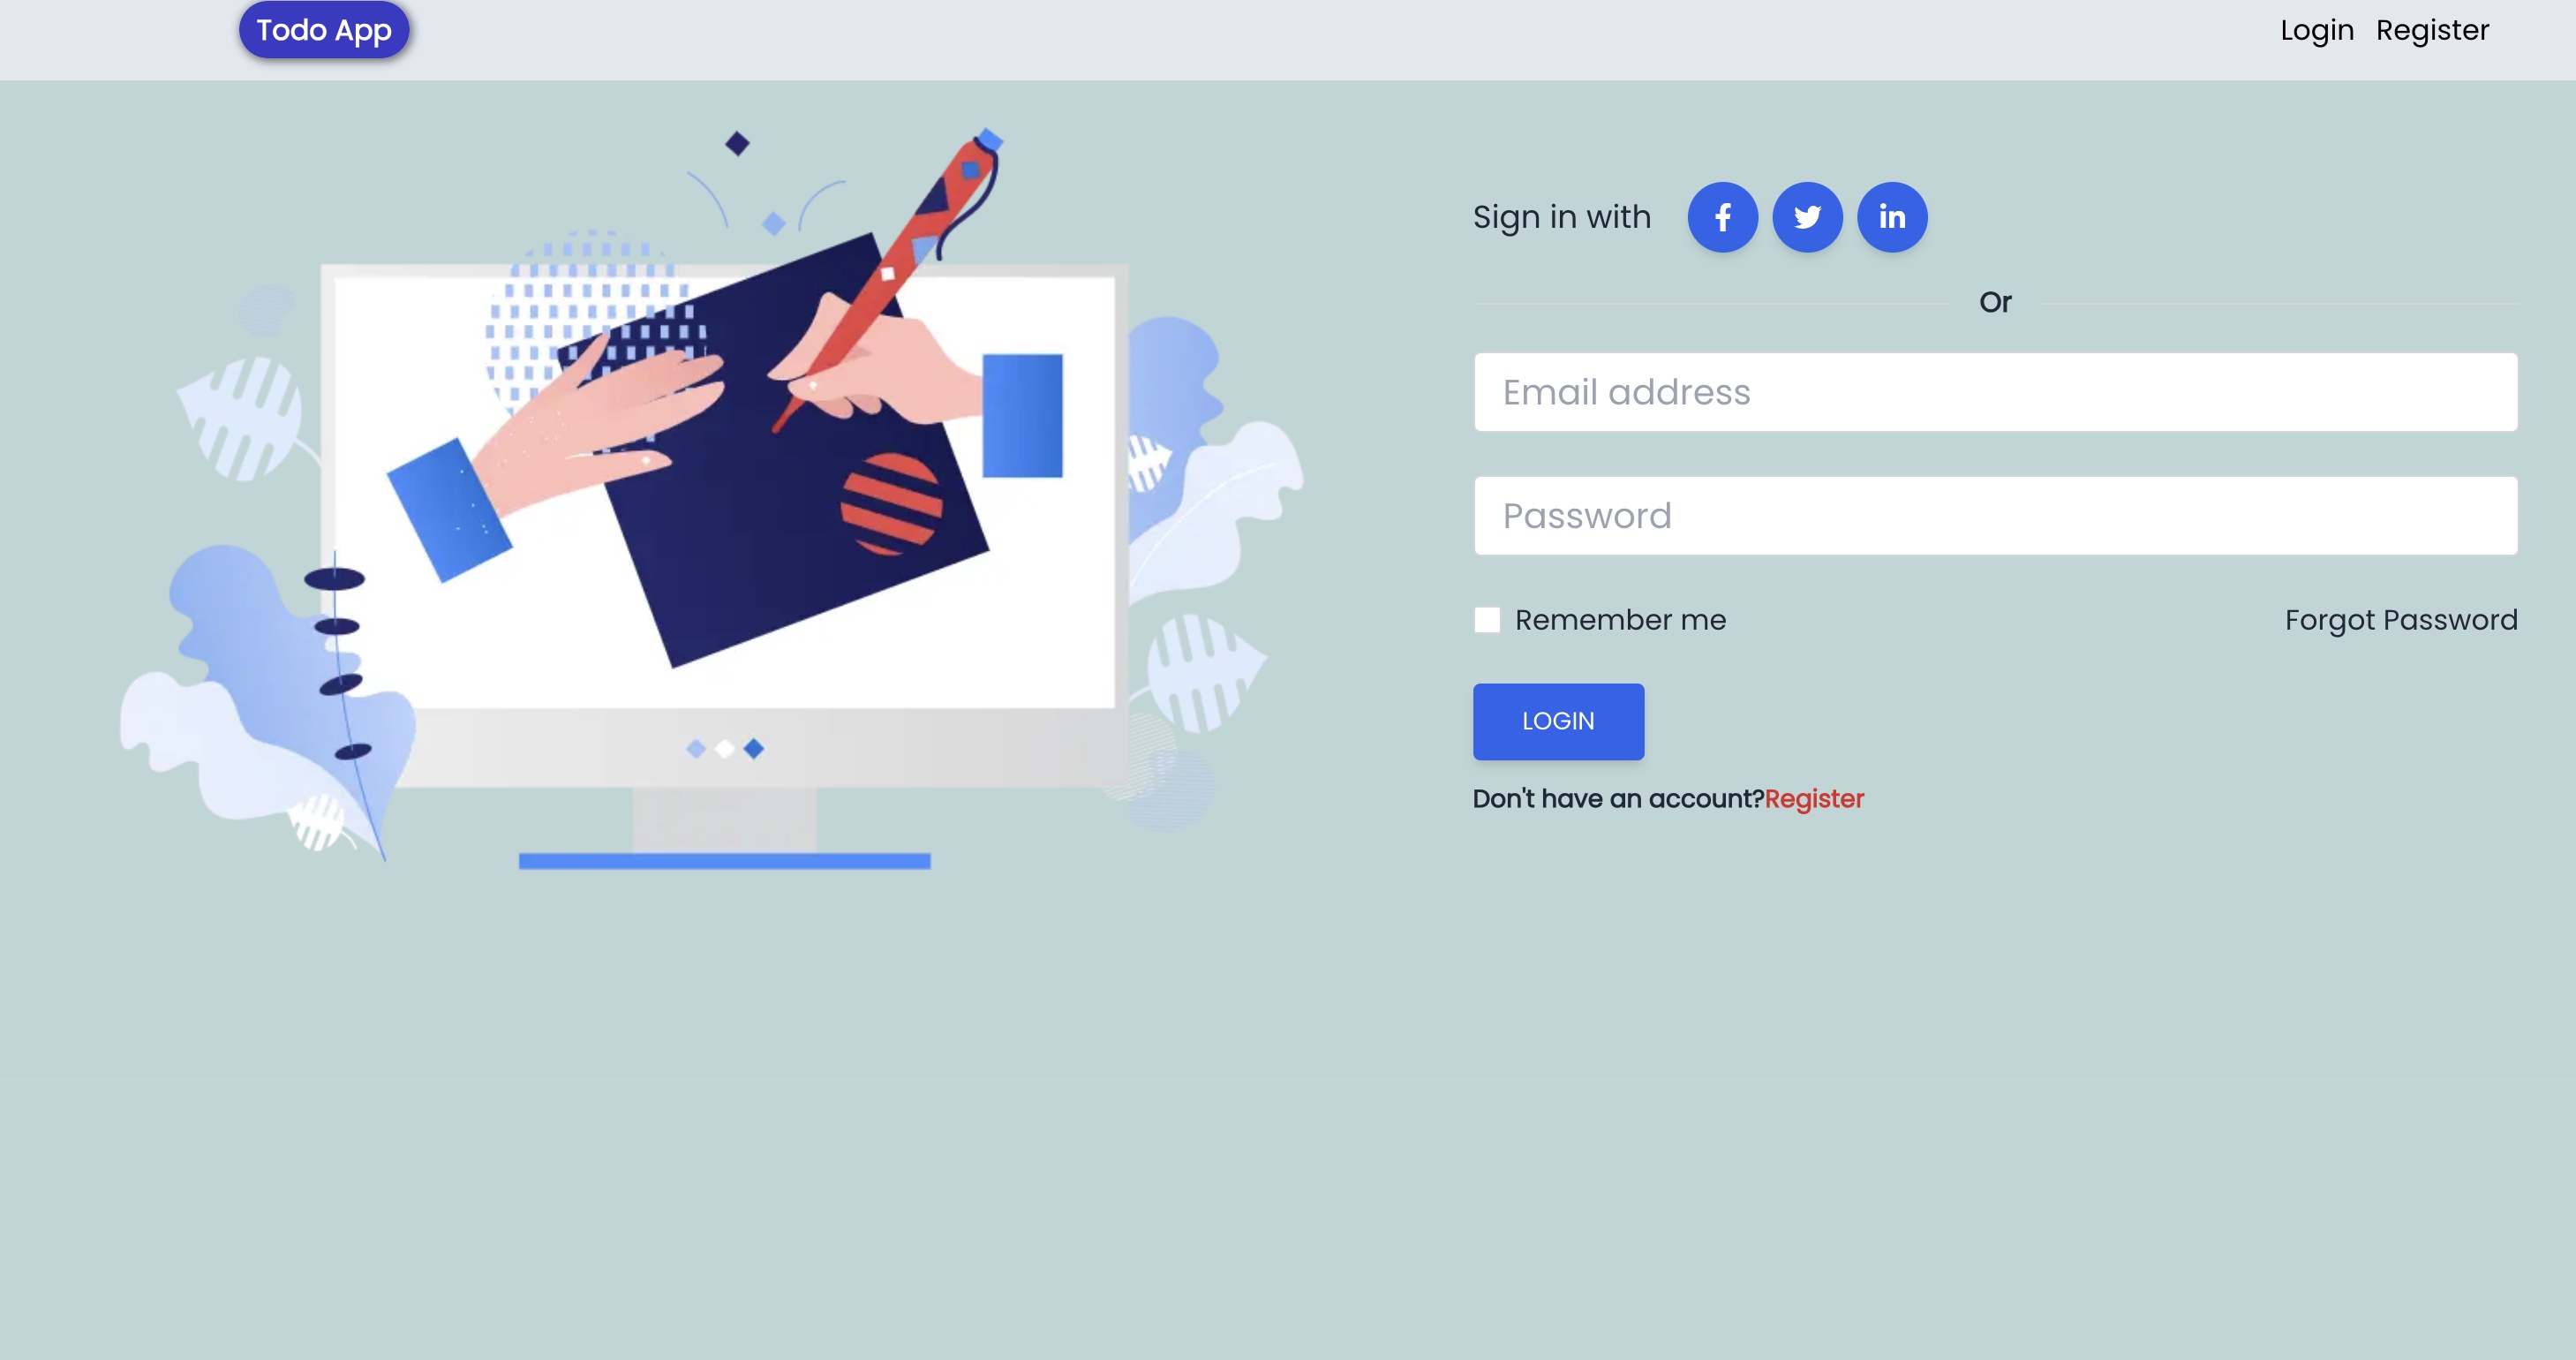 Todo App
Login Register
Sign in with
Or
Email address
Password
Remember me
Forgot Password
LOGIN
Don't have an account?Register